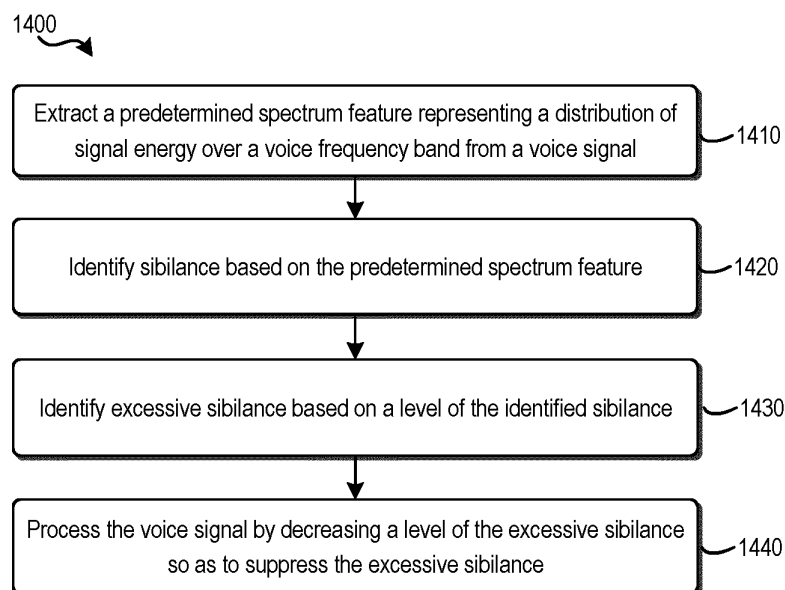 1400
Extract a predetermined spectrum feature representing a distribution of
signal energy over a voice frequency band from a voice signal
1410
Identify sibilance based on the predetermined spectrum feature
1420
Identify excessive sibilance based on a level of the identified sibilance
1430
Process the voice signal by decreasing a level of the excessive sibilance
so as to suppress the excessive sibilance
1440